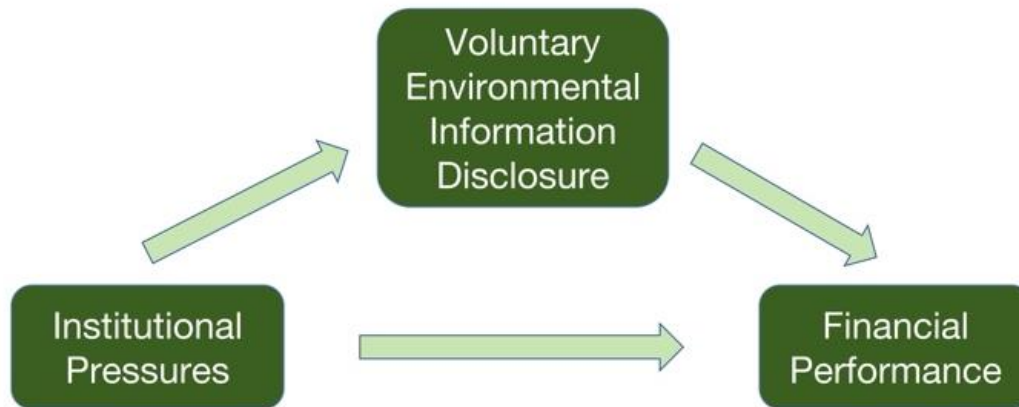 Voluntary
Environmental
Information
Disclosure
Institutional
Pressures
Financial
Performance